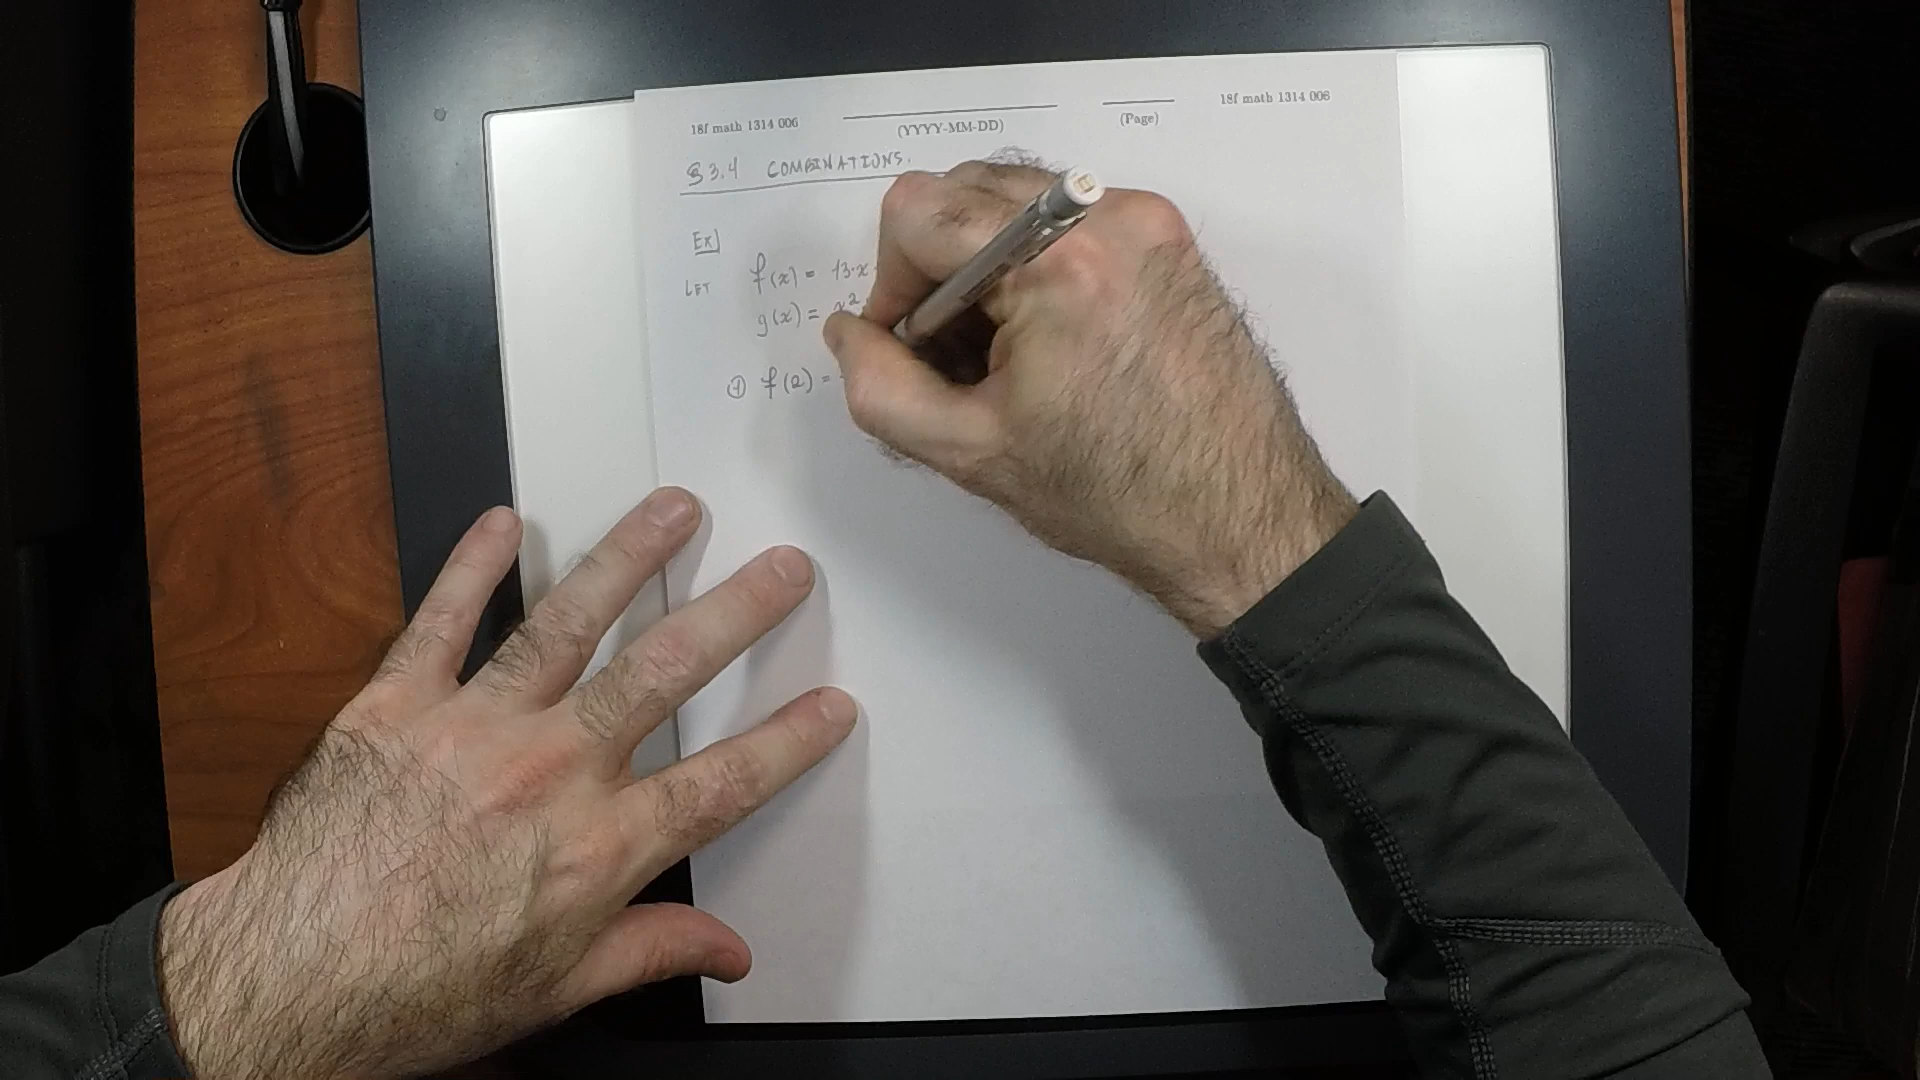 18f math 1314 006 (YYYY-MM-DD) (Page) 18f math 1314 006
§ 3.4 COMBINATIONS.
Ex]
LET f(x) = 13·x
g(x) = x²
① f(2) =